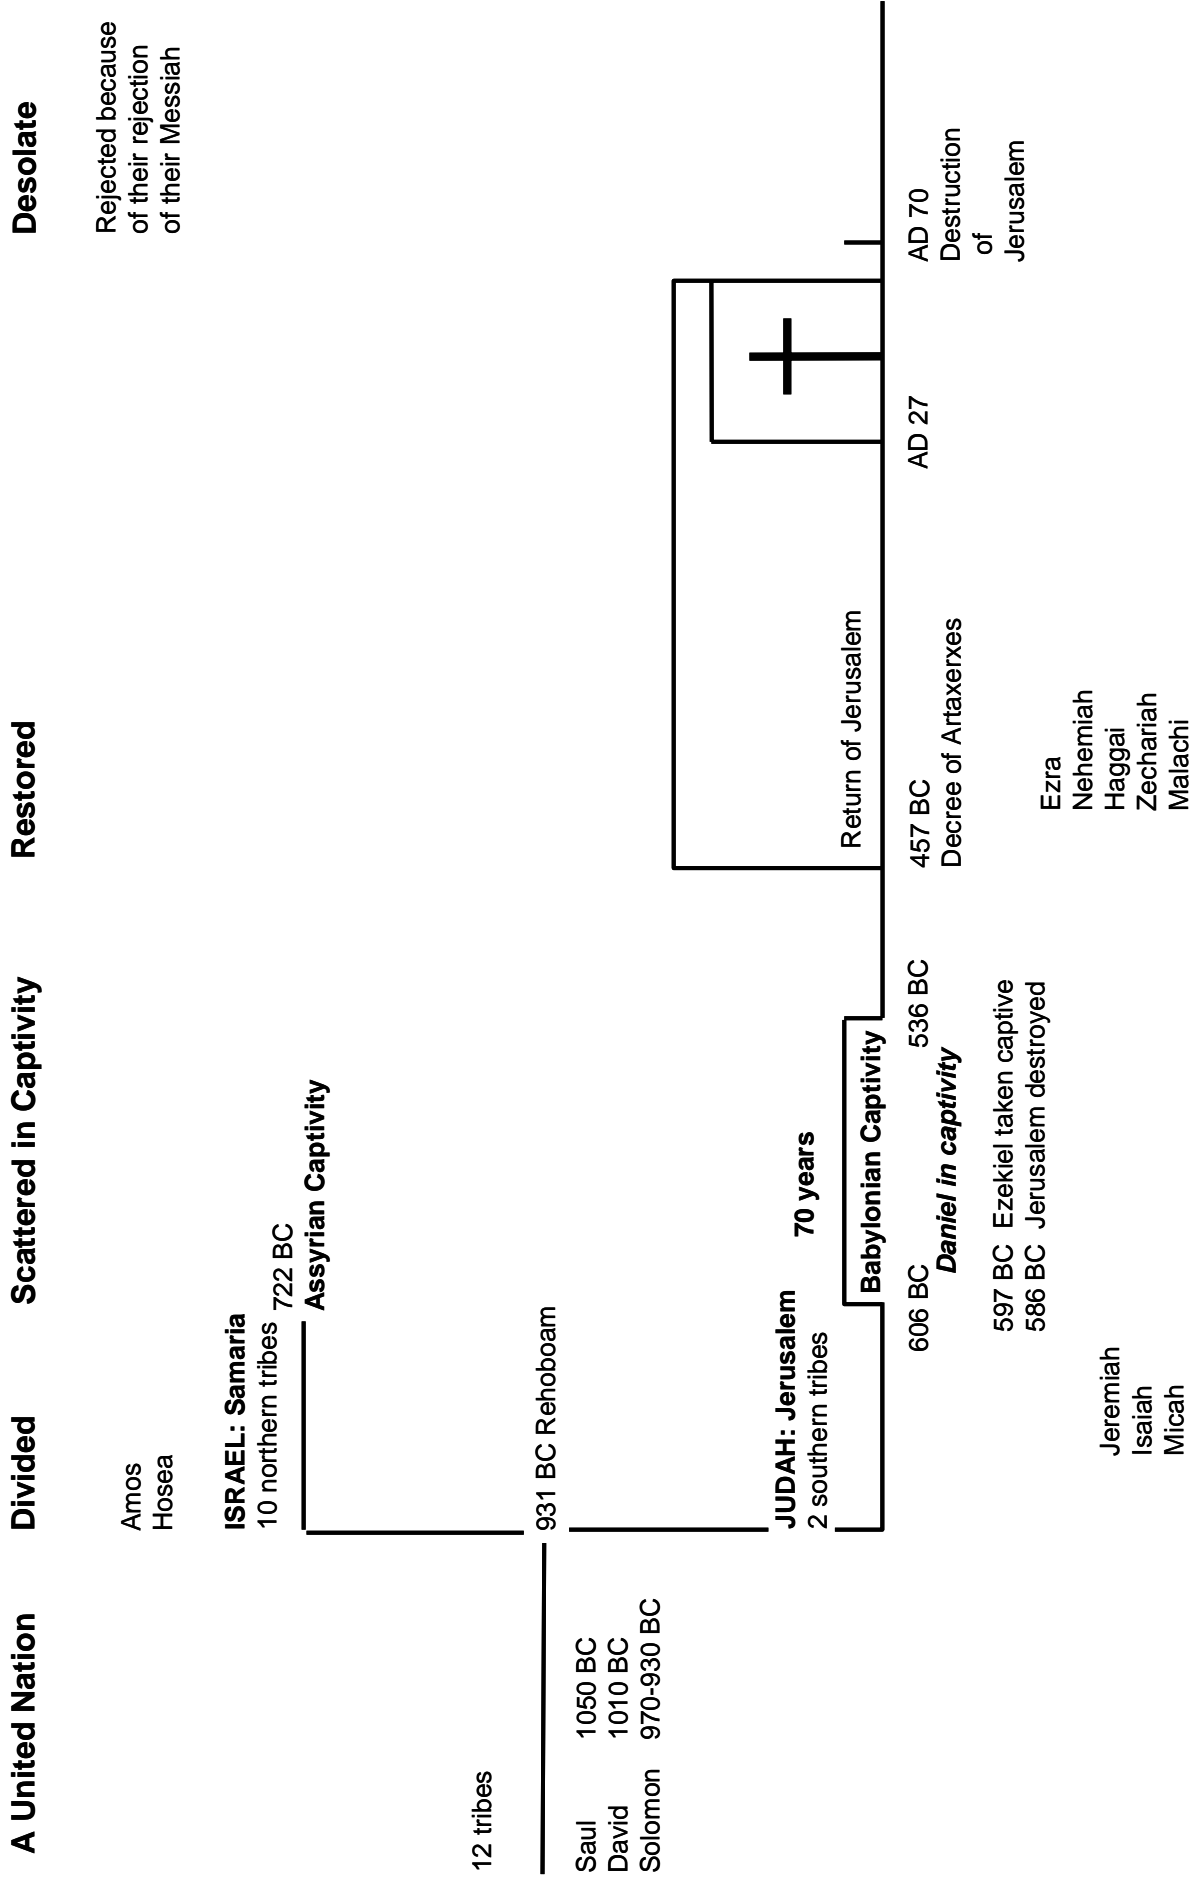 A United Nation
Divided
Scattered in Captivity
Restored
Desolate
12 tribes
Saul 1050 BC
David 1010 BC
Solomon 970-930 BC
Amos
Hosea
ISRAEL: Samaria
10 northern tribes
722 BC
Assyrian Captivity
931 BC Rehoboam
JUDAH: Jerusalem
2 southern tribes
70 years
Babylonian Captivity
606 BC
536 BC
Daniel in captivity
597 BC Ezekiel taken captive
586 BC Jerusalem destroyed
Jeremiah
Isaiah
Micah
Return of Jerusalem
457 BC
Decree of Artaxerxes
Ezra
Nehemiah
Haggai
Zechariah
Malachi
AD 27
Rejected because
of their rejection
of their Messiah
AD 70
Destruction
of
Jerusalem